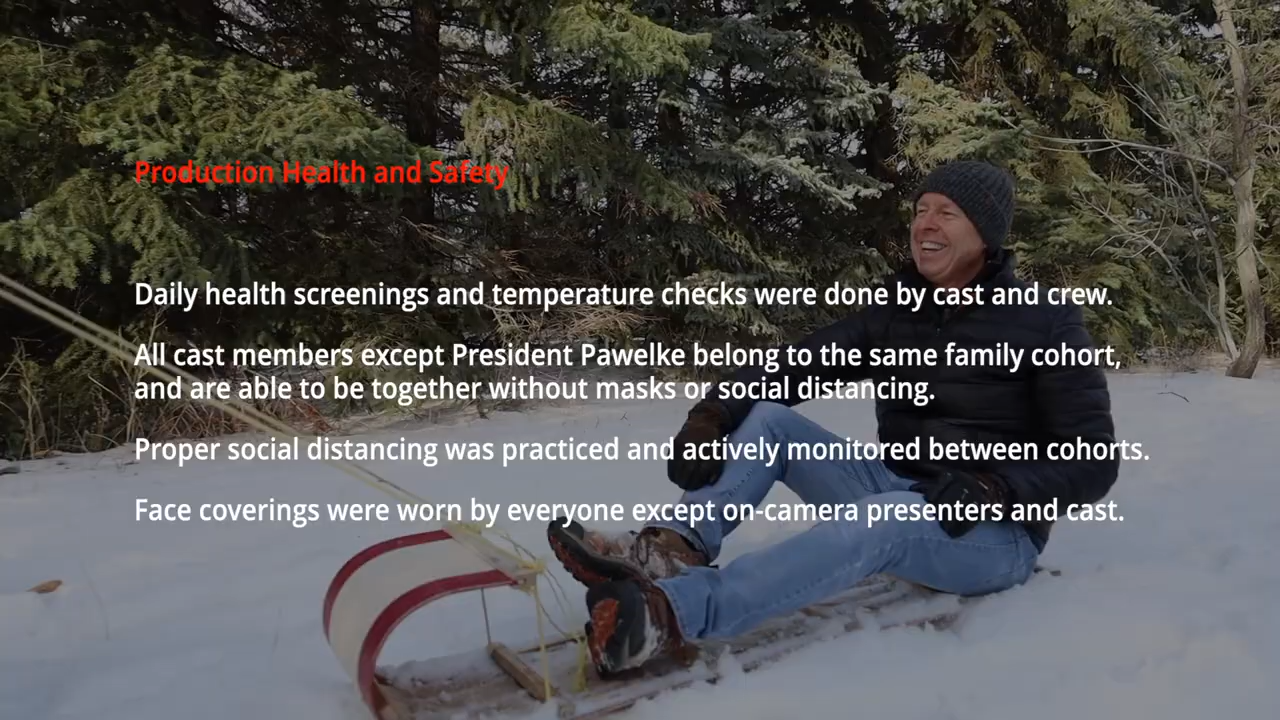 Production Health and Safety
Daily health screenings and temperature checks were done by cast and crew.
All cast members except President Pawelke belong to the same family cohort,
and are able to be together without masks or social distancing.
Proper social distancing was practiced and actively monitored between cohorts.
Face coverings were worn by everyone except on-camera presenters and cast.